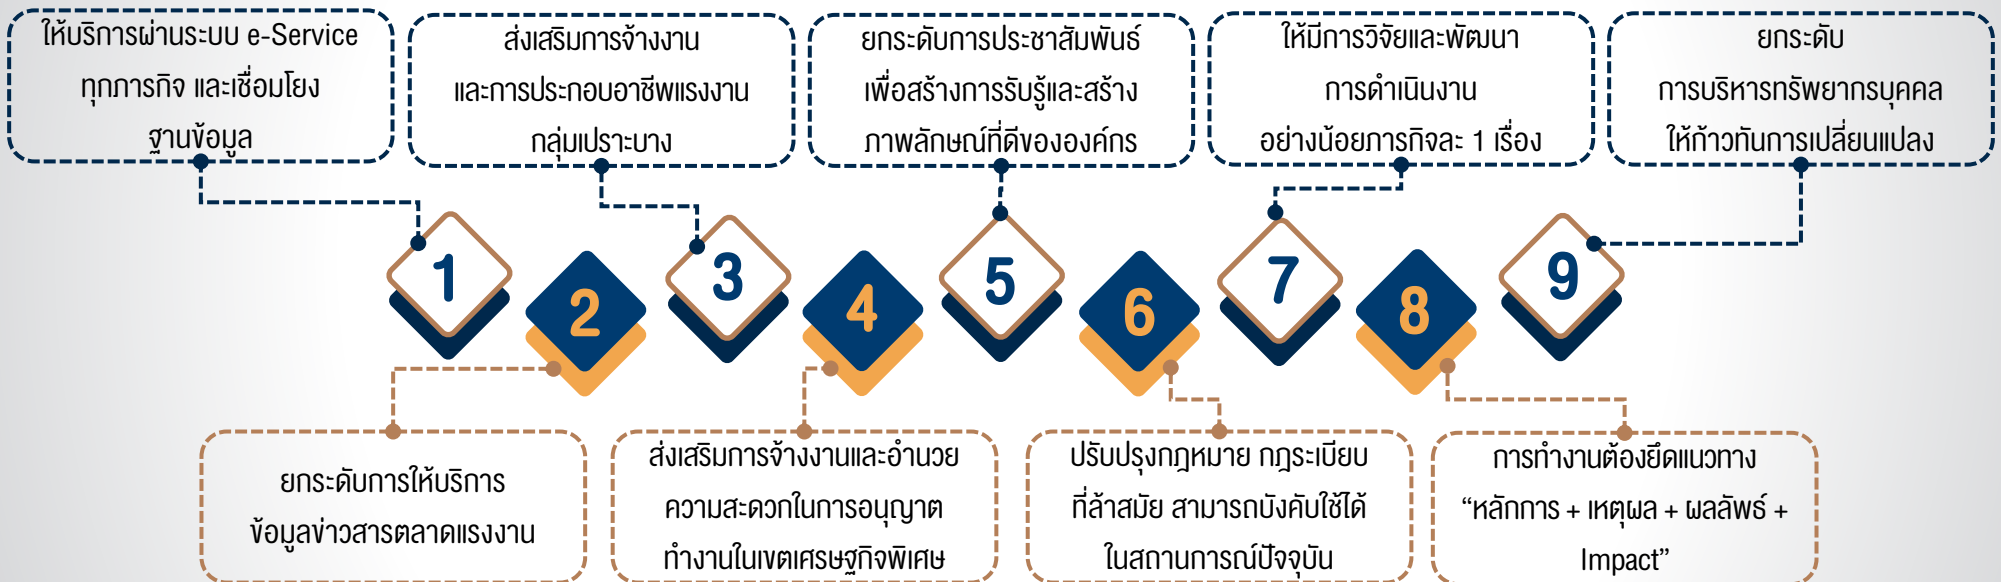 ให้บริการผ่านระบบ e-Service
ทุกภารกิจ และเชื่อมโยง
ฐานข้อมูล
ส่งเสริมการจ้างงาน
และการประกอบอาชีพแรงงาน
กลุ่มเปราะบาง
ยกระดับการประชาสัมพันธ์
เพื่อสร้างการรับรู้และสร้าง
ภาพลักษณ์ที่ดีขององค์กร
ให้มีการวิจัยและพัฒนา
การดำเนินงาน
อย่างน้อยภารกิจละ 1 เรื่อง
ยกระดับ
การบริหารทรัพยากรบุคคล
ให้ก้าวทันการเปลี่ยนแปลง
1
2
3
4
5
6
7
8
9
ยกระดับการให้บริการ
ข้อมูลข่าวสารตลาดแรงงาน
ส่งเสริมการจ้างงานและอำนวย
ความสะดวกในการอนุญาต
ทำงานในเขตเศรษฐกิจพิเศษ
ปรับปรุงกฎหมาย กฎระเบียบ
ที่ล้าสมัย สามารถบังคับใช้ได้
ในสถานการณ์ปัจจุบัน
การทำงานต้องยึดแนวทาง
“หลักการ + เหตุผล + ผลลัพธ์ +
Impact”